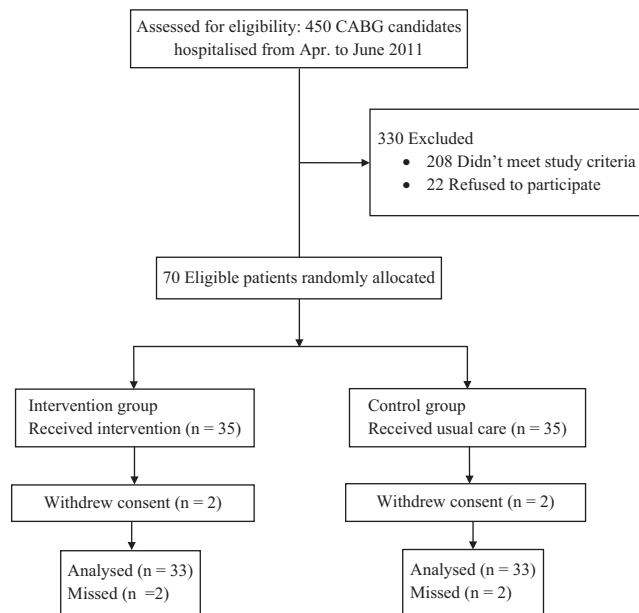 Assessed for eligibility: 450 CABG candidates
hospitalised from Apr. to June 2011
330 Excluded
• 208 Didn't meet study criteria
• 22 Refused to participate
70 Eligible patients randomly allocated
Intervention group
Received intervention (n = 35)
Control group
Received usual care (n = 35)
Withdrew consent (n = 2)
Withdrew consent (n = 2)
Analysed (n = 33)
Missed (n =2)
Analysed (n = 33)
Missed (n = 2)